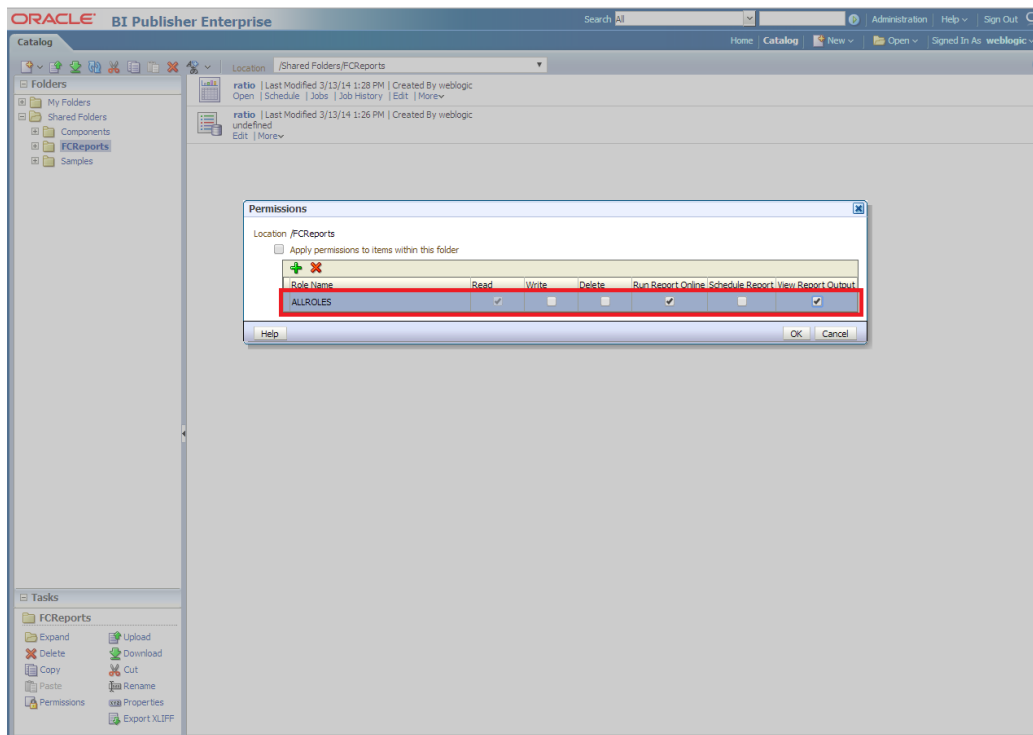 ORACLE® BI Publisher Enterprise Search All Administration Help Sign Out
Catalog Home Catalog New Open Signed In As weblogic
Location /Shared Folders/FCReports
Folders
My Folders
Shared Folders
Components
FCReports
Samples
ratio | Last Modified 3/13/14 1:28 PM | Created By weblogic
Open | Schedule | Jobs | Job History | Edit | More
ratio | Last Modified 3/13/14 1:26 PM | Created By weblogic
undefined
Edit | More
Permissions
Location /FCReports
Apply permissions to items within this folder
Role Name Read Write Delete Run Report Online Schedule Report View Report Output
ALLROLES
Help OK Cancel
Tasks
FCReports
Expand Upload
Delete Download
Copy Cut
Paste Rename
Permissions Properties
Export XLIFF